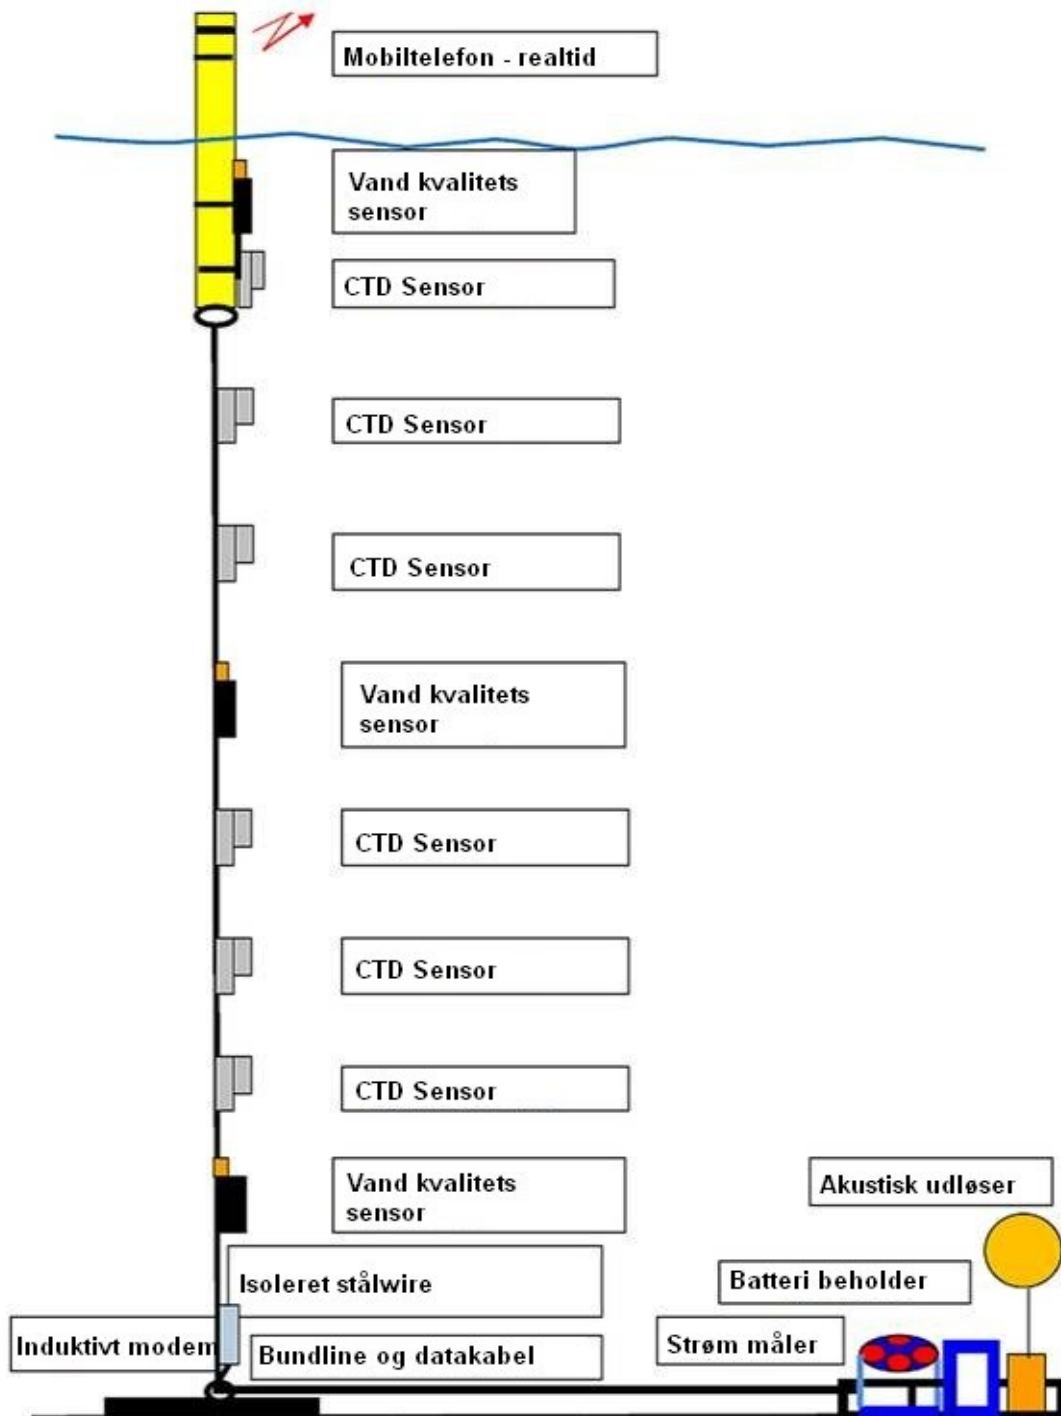 Mobiltelefon - realtid
Vand kvalitets
sensor
CTD Sensor
CTD Sensor
CTD Sensor
Vand kvalitets
sensor
CTD Sensor
CTD Sensor
CTD Sensor
Vand kvalitets
sensor
Akustisk udløser
Isoleret stålwire
Batteri beholder
Induktivt modem
Bundline og datakabel
Strøm måler